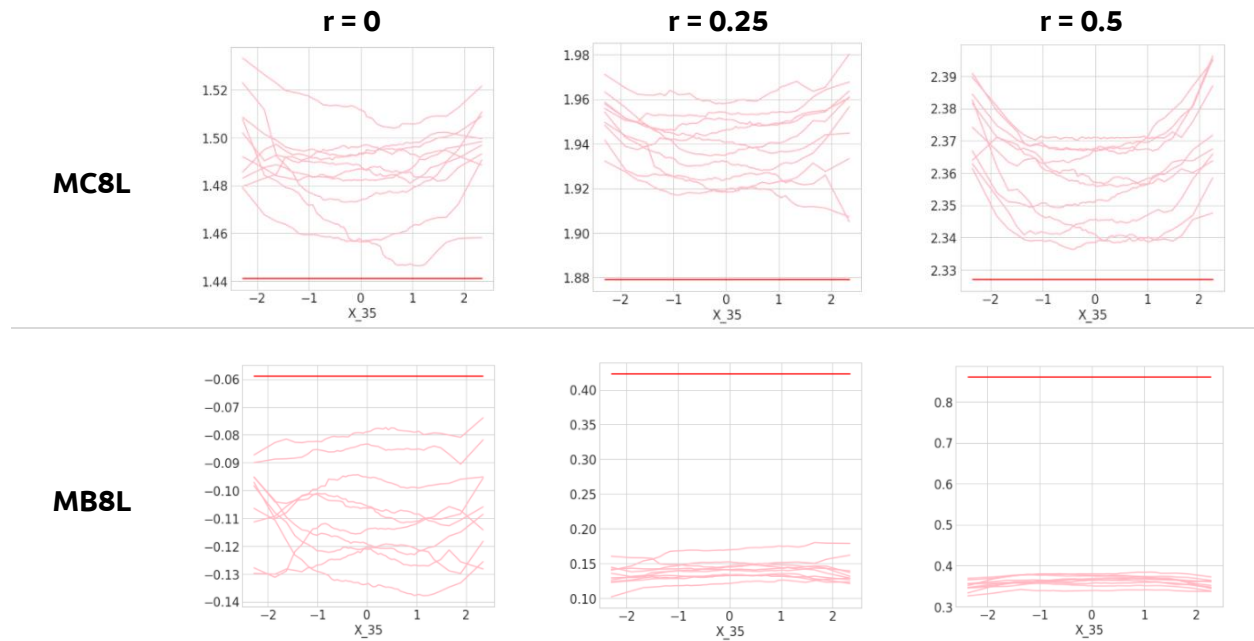 r = 0 r = 0.25 r = 0.5
MC8L
1.52
1.50
1.48
1.46
1.44
−2 −1 0 1 2
X_35
1.98
1.96
1.94
1.92
1.90
1.88
−2 −1 0 1 2
X_35
2.39
2.38
2.37
2.36
2.35
2.34
2.33
−2 −1 0 1 2
X_35
MB8L
−0.06
−0.07
−0.08
−0.09
−0.10
−0.11
−0.12
−0.13
−0.14
−2 −1 0 1 2
X_35
0.40
0.35
0.30
0.25
0.20
0.15
0.10
−2 −1 0 1 2
X_35
0.8
0.7
0.6
0.5
0.4
0.3
−2 −1 0 1 2
X_35